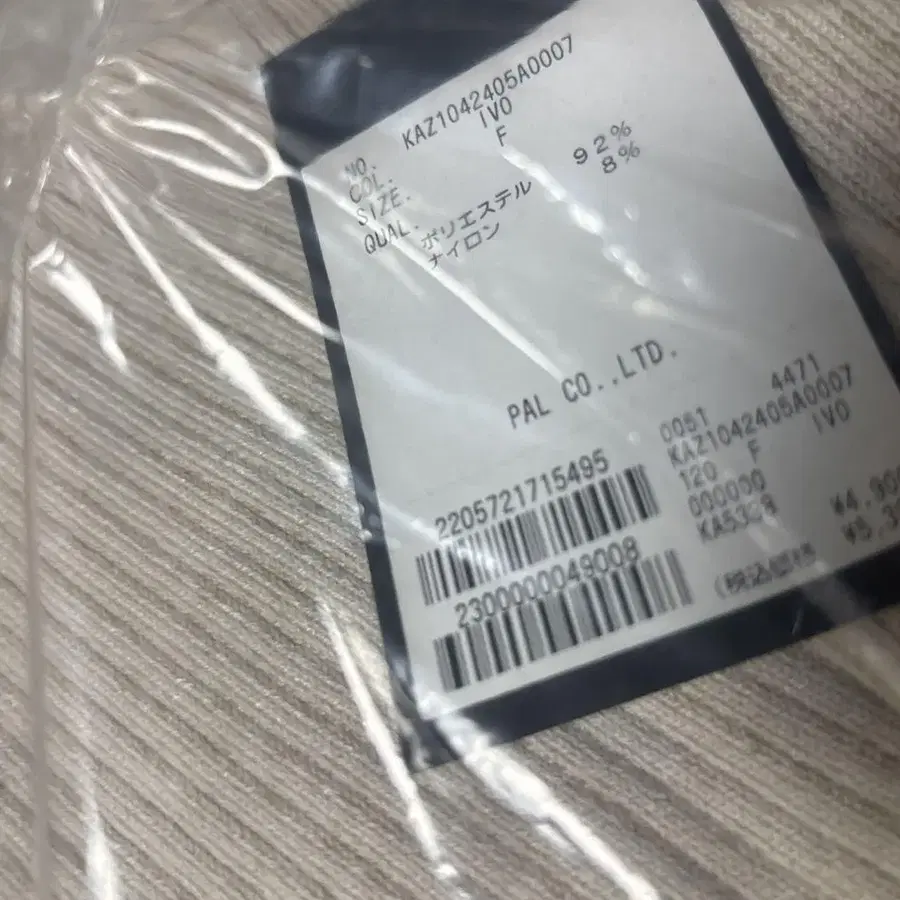 NO. KAZ1042405A0007
COL. IVO
SIZE. F
QUAL. ポリエステル 92%
ナイロン 8%
PAL CO.,LTD.
0051 4471
KAZ1042405A0007
120 F IVO
000000
2205721715495
2300000049008